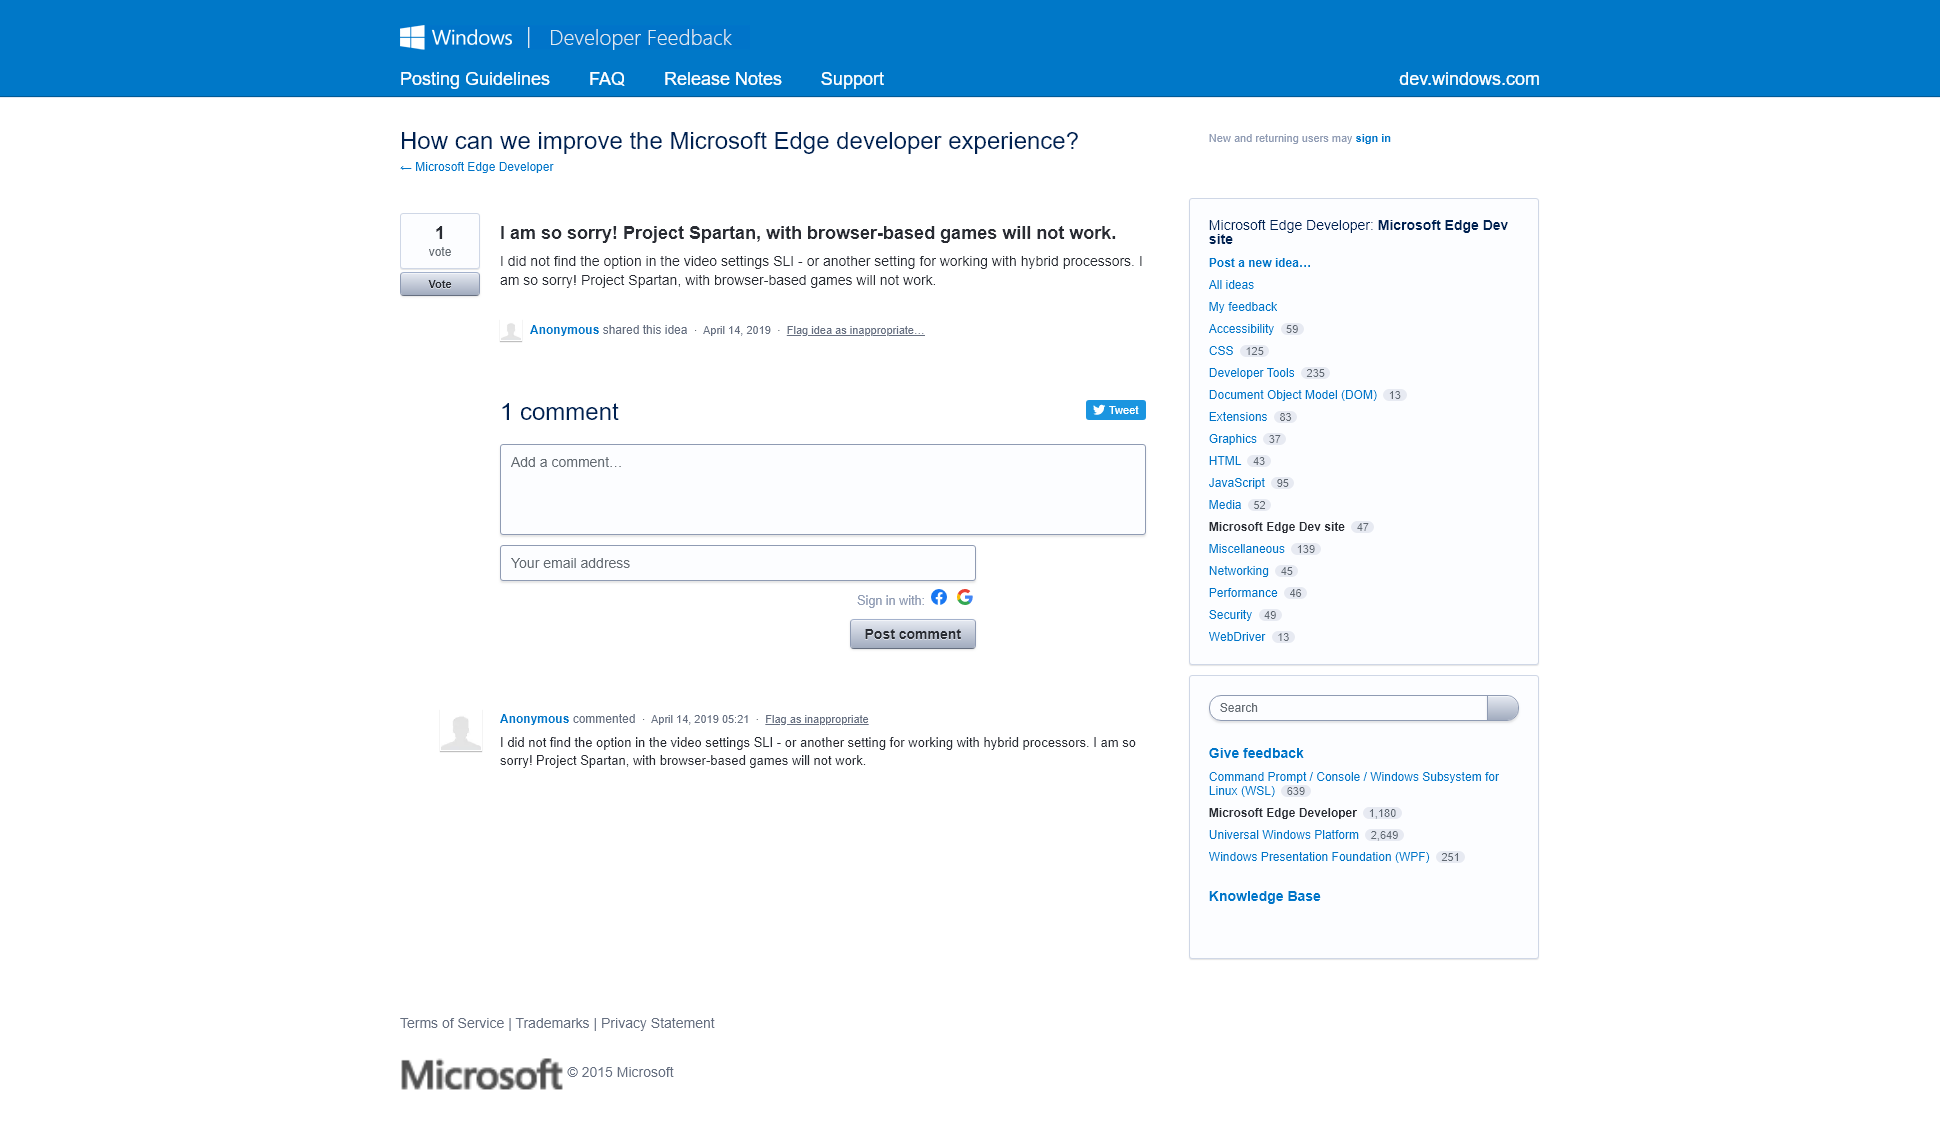 Windows | Developer Feedback
Posting Guidelines FAQ Release Notes Support dev.windows.com
How can we improve the Microsoft Edge developer experience?
← Microsoft Edge Developer
New and returning users may sign in
1
vote
Vote
I am so sorry! Project Spartan, with browser-based games will not work.
I did not find the option in the video settings SLI - or another setting for working with hybrid processors. I
am so sorry! Project Spartan, with browser-based games will not work.
Anonymous shared this idea · April 14, 2019 · Flag idea as inappropriate…
1 comment
Tweet
Add a comment…
Your email address
Sign in with:
Post comment
Anonymous commented · April 14, 2019 05:21 · Flag as inappropriate
I did not find the option in the video settings SLI - or another setting for working with hybrid processors. I am so
sorry! Project Spartan, with browser-based games will not work.
Microsoft Edge Developer: Microsoft Edge Dev
site
Post a new idea…
All ideas
My feedback
Accessibility 59
CSS 125
Developer Tools 235
Document Object Model (DOM) 13
Extensions 83
Graphics 37
HTML 43
JavaScript 95
Media 52
Microsoft Edge Dev site 47
Miscellaneous 139
Networking 45
Performance 46
Security 49
WebDriver 13
Search
Give feedback
Command Prompt / Console / Windows Subsystem for
Linux (WSL) 639
Microsoft Edge Developer 1,180
Universal Windows Platform 2,649
Windows Presentation Foundation (WPF) 251
Knowledge Base
Terms of Service | Trademarks | Privacy Statement
Microsoft © 2015 Microsoft